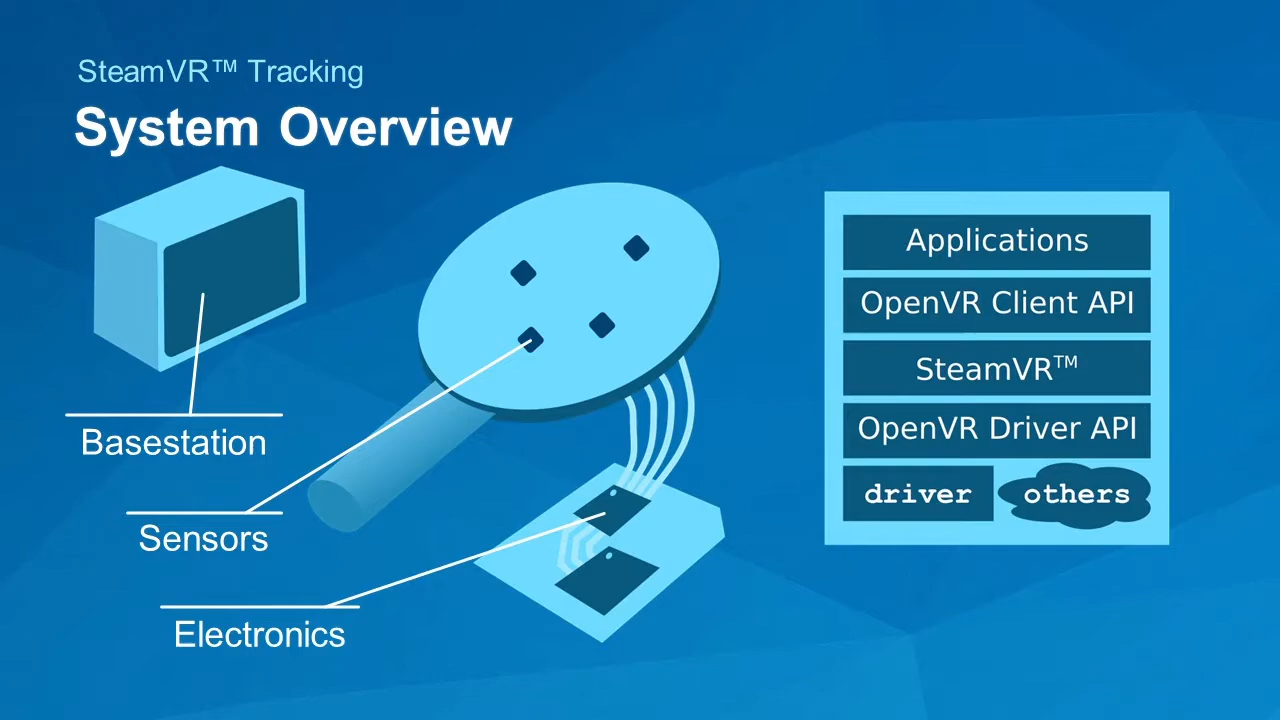 SteamVR™ Tracking
System Overview
Basestation
Sensors
Electronics
Applications
OpenVR Client API
SteamVR™
OpenVR Driver API
driver
others